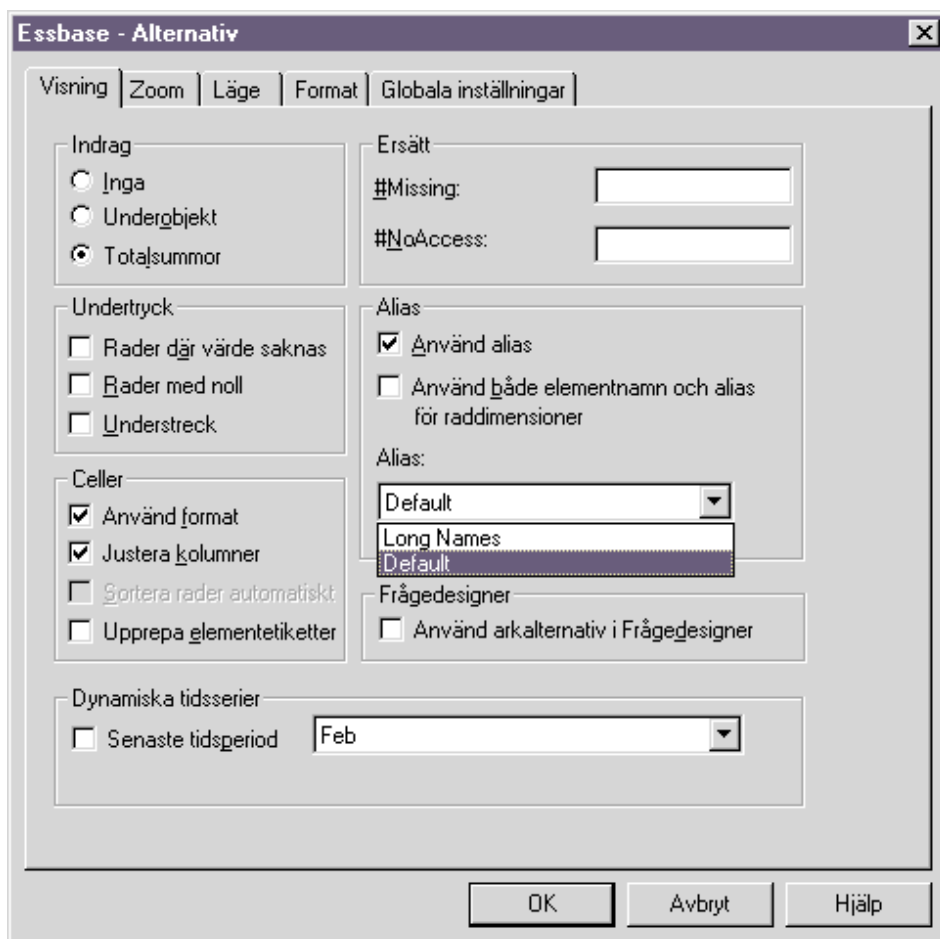 Essbase - Alternativ
Visning Zoom Läge Format Globala inställningar
Indrag
Inga
Underobjekt
Totalsummor
Ersätt
#Missing:
#NoAccess:
Undertryck
Rader där värde saknas
Rader med noll
Understreck
Alias
Använd alias
Använd både elementnamn och alias
för raddimensioner
Alias:
Default
Long Names
Default
Celler
Använd format
Justera kolumner
Sortera rader automatiskt
Upprepa elementetiketter
Frågedesigner
Använd arkalternativ i Frågedesigner
Dynamiska tidsserier
Senaste tidsperiod Feb
OK Avbryt Hjälp